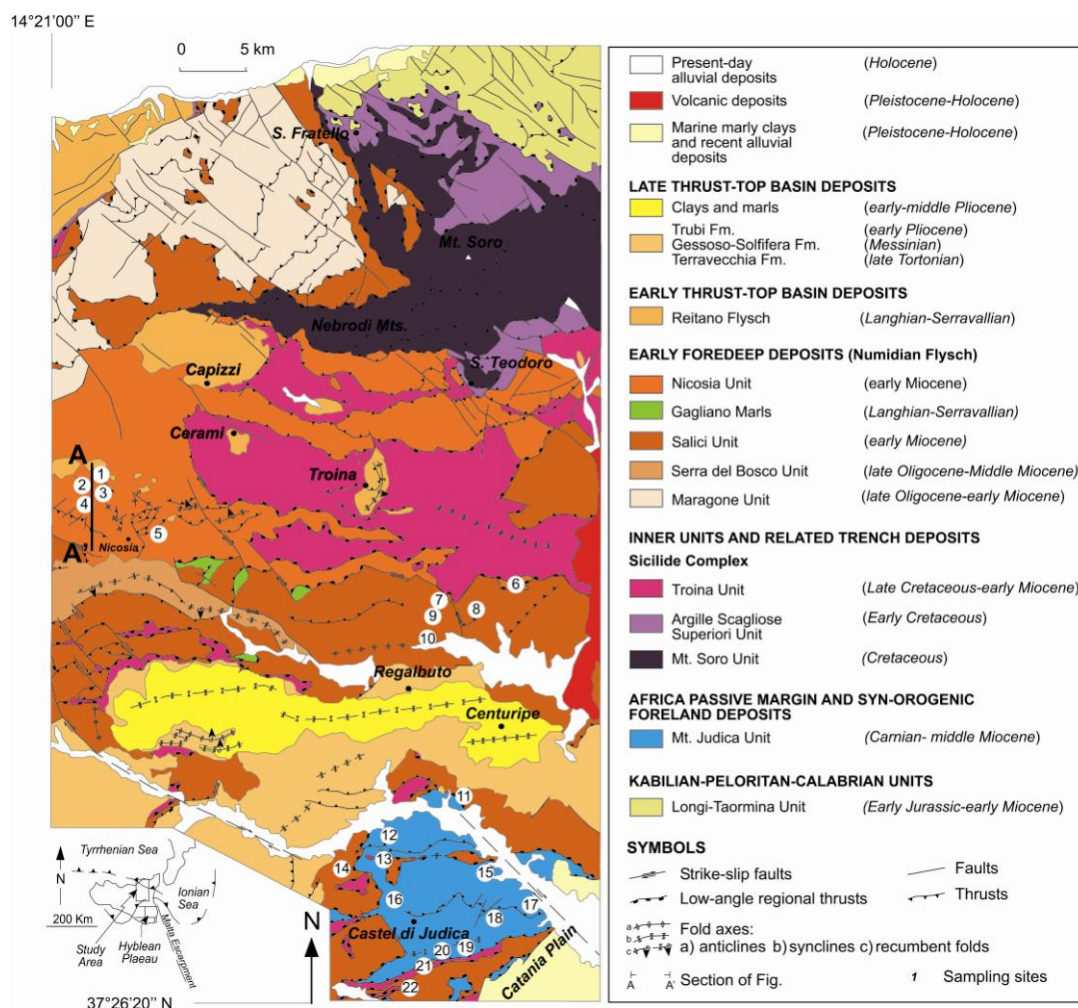 14°21'00'' E
0 5 km
S. Fratello
Mt. Soro
Nebrodi Mts.
S. Teodoro
Capizzi
Cerami
Troina
A
1
2
3
4
5
A'
Nicosia
6
7
8
9
10
Regalbuto
Centuripe
11
12
13
14
15
16
17
18
Castel di Judica
19
20
21
22
Catania Plain
N
Tyrrhenian Sea
N
Ionian
Sea
200 Km
Malta Escarpment
Study
Area
Hyblean
Plaeau
37°26'20'' N
Present-day (Holocene)
alluvial deposits
Volcanic deposits (Pleistocene-Holocene)
Marine marly clays (Pleistocene-Holocene)
and recent alluvial
deposits
LATE THRUST-TOP BASIN DEPOSITS
Clays and marls (early-middle Pliocene)
Trubi Fm. (early Pliocene)
Gessoso-Solfifera Fm. (Messinian)
Terravecchia Fm. (late Tortonian)
EARLY THRUST-TOP BASIN DEPOSITS
Reitano Flysch (Langhian-Serravallian)
EARLY FOREDEEP DEPOSITS (Numidian Flysch)
Nicosia Unit (early Miocene)
Gagliano Marls (Langhian-Serravallian)
Salici Unit (early Miocene)
Serra del Bosco Unit (late Oligocene-Middle Miocene)
Maragone Unit (late Oligocene-early Miocene)
INNER UNITS AND RELATED TRENCH DEPOSITS
Sicilide Complex
Troina Unit (Late Cretaceous-early Miocene)
Argille Scagliose (Early Cretaceous)
Superiori Unit
Mt. Soro Unit (Cretaceous)
AFRICA PASSIVE MARGIN AND SYN-OROGENIC
FORELAND DEPOSITS
Mt. Judica Unit (Carnian- middle Miocene)
KABILIAN-PELORITAN-CALABRIAN UNITS
Longi-Taormina Unit (Early Jurassic-early Miocene)
SYMBOLS
Strike-slip faults Faults
Low-angle regional thrusts Thrusts
a
b Fold axes:
c a) anticlines b) synclines c) recumbent folds
A A' Section of Fig. 1 Sampling sites